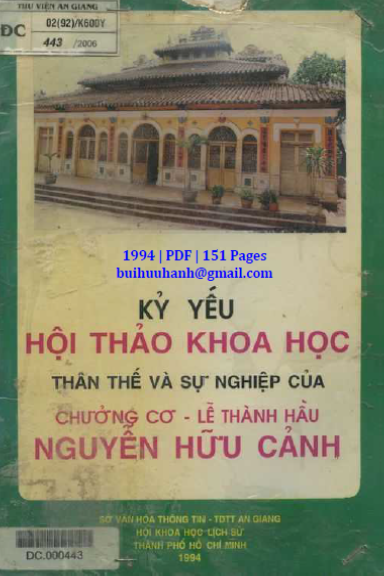 THƯ VIỆN AN GIANG
ĐC
02(92)/K600Y
443 /2006
1994 | PDF | 151 Pages
buihuuhanh@gmail.com
KỶ YẾU
HỘI THẢO KHOA HỌC
THÂN THẾ VÀ SỰ NGHIỆP CỦA
CHƯỞNG CƠ - LỄ THÀNH HẦU
NGUYỄN HỮU CẢNH
SỞ VĂN HÓA THÔNG TIN - TDTT AN GIANG
HỘI KHOA HỌC LỊCH SỬ
THÀNH PHỐ HỒ CHÍ MINH
1994
DC.000443